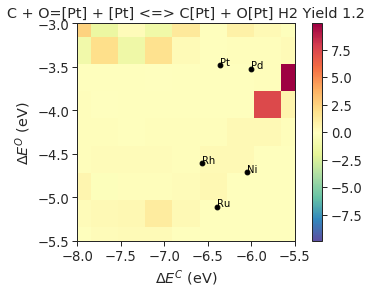 C + O=[Pt] + [Pt] <=> C[Pt] + O[Pt] H2 Yield 1.2
−3.0
−3.5
−4.0
−4.5
−5.0
−5.5
ΔE^O (eV)
Pt
Pd
Rh
Ni
Ru
−8.0 −7.5 −7.0 −6.5 −6.0 −5.5
ΔE^C (eV)
7.5
5.0
2.5
0.0
−2.5
−5.0
−7.5